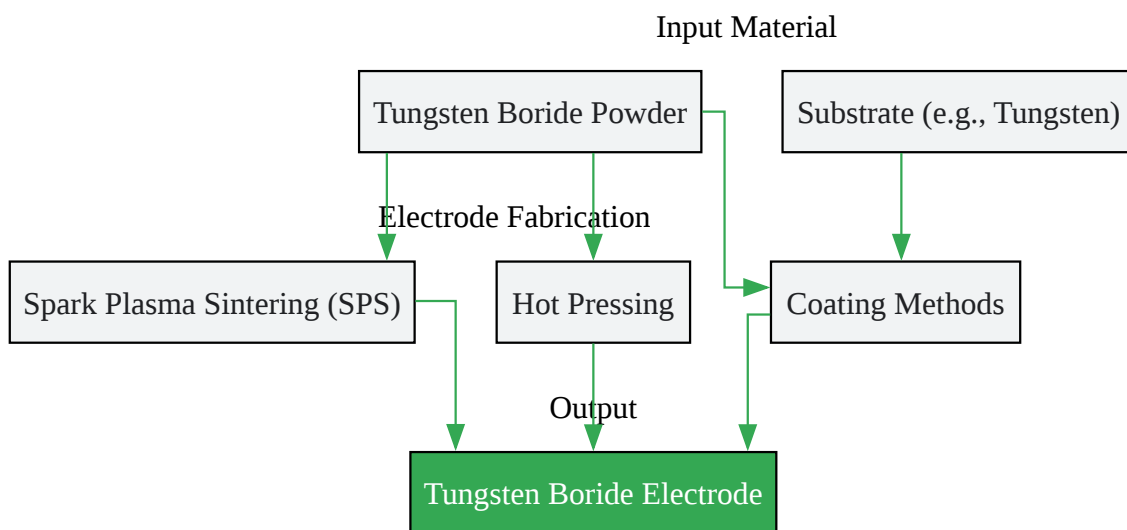 Input Material
Tungsten Boride Powder
Substrate (e.g., Tungsten)
Electrode Fabrication
Spark Plasma Sintering (SPS)
Hot Pressing
Coating Methods
Output
Tungsten Boride Electrode